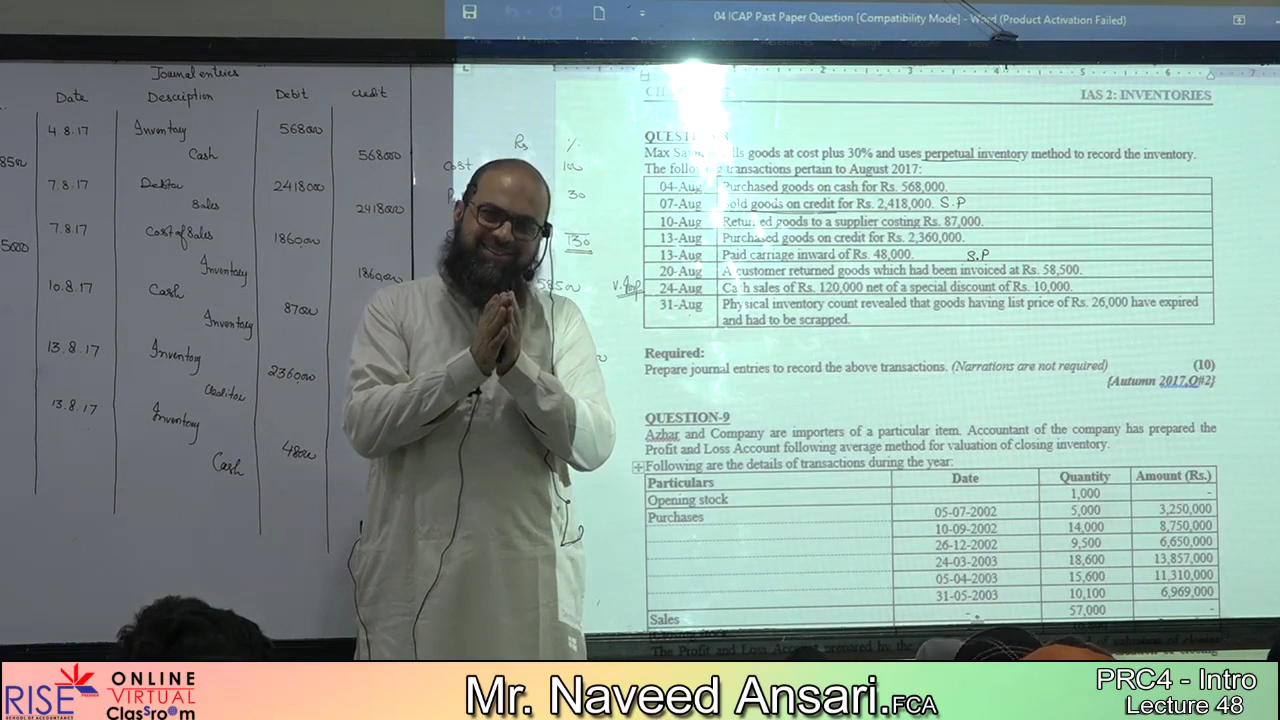 04 ICAP Past Paper Question [Compatibility Mode] - Word (Product Activation Failed)
Journal entries
Date Description Debit Credit
4.8.17 Inventory 568000
Cash 568000
7.8.17 Debtor 2418000
Sales 2418000
7.8.17 Cost of Sales 1860000
Inventory 1860000
10.8.17 Cash 87000
Inventory
13.8.17 Inventory 2360000
Creditor
13.8.17 Inventory 48000
Cash
Rs %
Cost 100
30
130
58500
v. Imp
IAS 2: INVENTORIES
goods at cost plus 30% and uses perpetual inventory method to record the inventory.
transactions pertain to August 2017:
04-Aug Purchased goods on cash for Rs. 568,000.
07-Aug Sold goods on credit for Rs. 2,418,000. S.P
10-Aug Returned goods to a supplier costing Rs. 87,000.
13-Aug Purchased goods on credit for Rs. 2,360,000.
13-Aug Paid carriage inward of Rs. 48,000. S.P
20-Aug A customer returned goods which had been invoiced at Rs. 58,500.
24-Aug Cash sales of Rs. 120,000 net of a special discount of Rs. 10,000.
31-Aug Physical inventory count revealed that goods having list price of Rs. 26,000 have expired
and had to be scrapped.
Required:
Prepare journal entries to record the above transactions. (Narrations are not required) (10)
{Autumn 2017,Q#2}
QUESTION-9
Azhar and Company are importers of a particular item. Accountant of the company has prepared the
Profit and Loss Account following average method for valuation of closing inventory.
Following are the details of transactions during the year:
Particulars Date Quantity Amount (Rs.)
Opening stock 1,000 -
Purchases 05-07-2002 5,000 3,250,000
10-09-2002 14,000 8,750,000
26-12-2002 9,500 6,650,000
24-03-2003 18,600 13,857,000
05-04-2003 15,600 11,310,000
31-05-2003 10,100 6,969,000
Sales - 57,000 -
The Profit and Loss Account prepared by the
RISE PREMIER
SCHOOL OF ACCOUNTANCY
ONLINE
VIRTUAL
ClassroOm
Mr. Naveed Ansari.FCA
PRC4 - Intro
Lecture 48